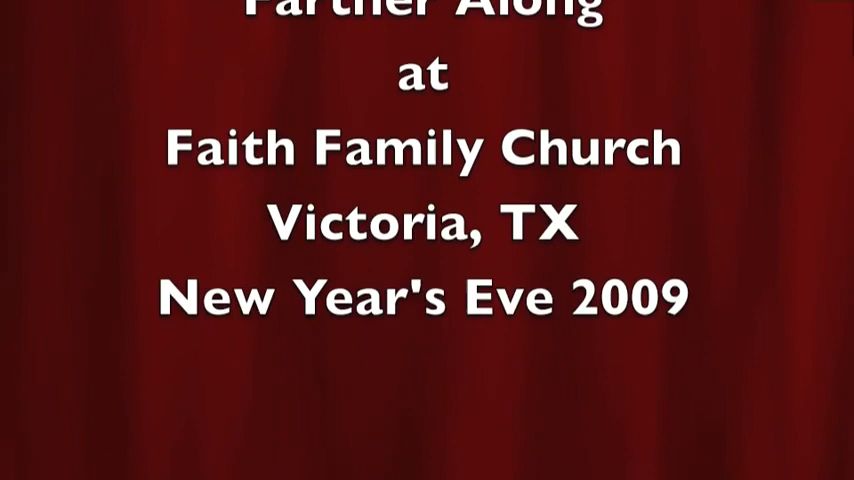 Farther Along
at
Faith Family Church
Victoria, TX
New Year's Eve 2009